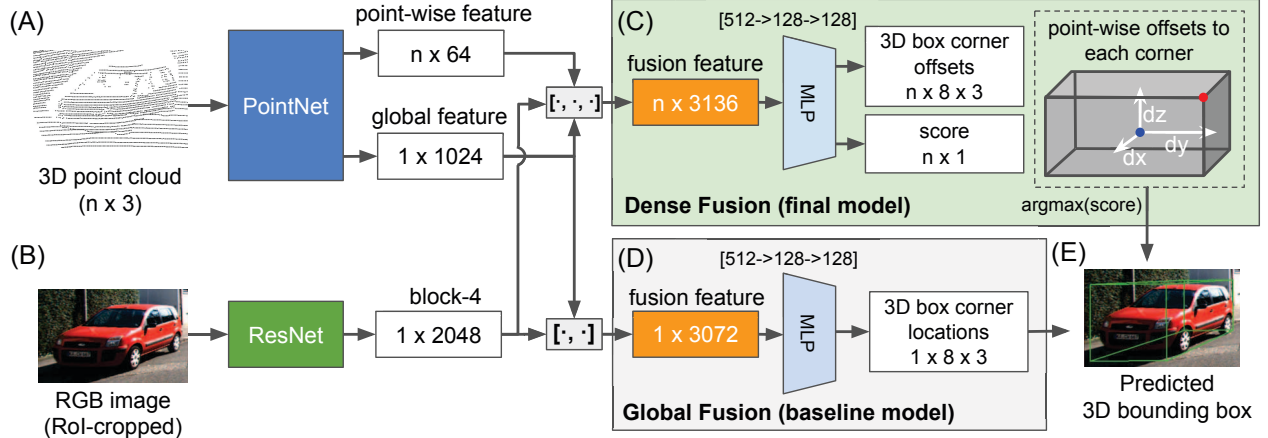 (A)
3D point cloud
(n x 3)
PointNet
point-wise feature
n x 64
global feature
1 x 1024
[·, ·, ·]
(B)
RGB image
(RoI-cropped)
ResNet
block-4
1 x 2048
[·, ·]
(C)
[512->128->128]
fusion feature
n x 3136
MLP
3D box corner
offsets
n x 8 x 3
score
n x 1
point-wise offsets to
each corner
dz
dy
dx
Dense Fusion (final model)
argmax(score)
(D)
[512->128->128]
fusion feature
1 x 3072
MLP
3D box corner
locations
1 x 8 x 3
Global Fusion (baseline model)
(E)
Predicted
3D bounding box